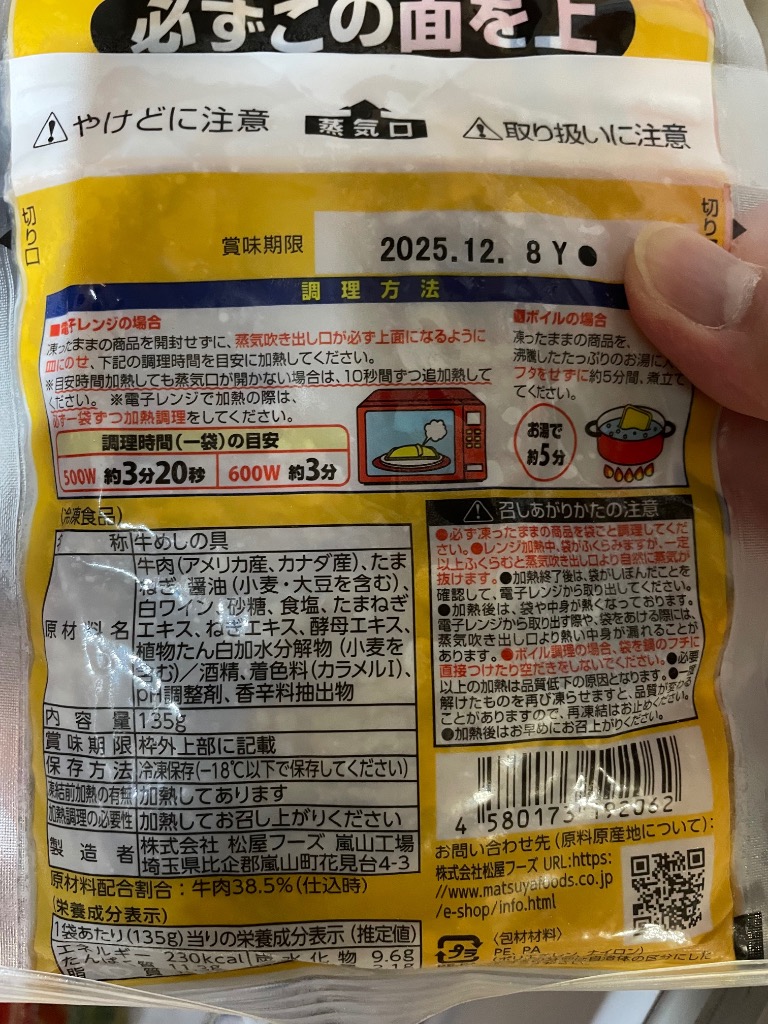 必ずこの面を上
⚠やけどに注意 蒸気口 ⚠取り扱いに注意
切り口
切り
賞味期限 2025.12. 8 Y ●
調理方法
■電子レンジの場合
凍ったままの商品を開封せずに、蒸気吹き出し口が必ず上面になるように
皿にのせ、下記の調理時間を目安に加熱してください。
※目安時間加熱しても蒸気口が開かない場合は、10秒間ずつ追加加熱して
ください。 ※電子レンジで加熱の際は、
必ず一袋ずつ加熱調理をしてください。
調理時間(一袋)の目安
500W 約3分20秒 600W 約3分
■ボイルの場合
凍ったままの商品を、
沸騰したたっぷりのお湯に入
フタをせずに約5分間、煮立て
てください。
お湯で
約5分
(冷凍食品)
名 称 牛めしの具
原材料名 牛肉(アメリカ産、カナダ産)、たま
ねぎ、醤油(小麦・大豆を含む)、
白ワイン、砂糖、食塩、たまねぎ
エキス、ねぎエキス、酵母エキス、
植物たん白加水分解物(小麦を
含む)/酒精、着色料(カラメルI)、
pH調整剤、香辛料抽出物
内容量 135g
賞味期限 枠外上部に記載
保存方法 冷凍保存(-18℃以下で保存してください)
凍結前加熱の有無 加熱してあります
加熱調理の必要性 加熱してお召し上がりください
製造者 株式会社 松屋フーズ 嵐山工場
埼玉県比企郡嵐山町花見台4-3
原材料配合割合:牛肉38.5%(仕込時)
(栄養成分表示)
1袋あたり(135g)当りの栄養成分表示(推定値)
エネルギー 230kcal 炭水化物 9.6g
たんぱく質
脂
⚠召しあがりかたの注意
●必ず凍ったままの商品を袋ごと調理してくだ
さい。●レンジ加熱中、袋がふくらみますが、一定
以上ふくらむと蒸気吹き出し口より自然に蒸気が
抜けます。●加熱終了後は、袋がしぼんだことを
確認して、電子レンジから取り出してください。
●加熱後は、袋や中身が熱くなっております。
電子レンジから取り出す際や、袋をあける際には、
蒸気吹き出し口より熱い中身が漏れることが
あります。●ボイル調理の場合、袋を鍋のフチに
直接つけたり空だきをしないでください。●必要
以上の加熱は品質低下の原因となります。●一度
解けたものを再び凍らせますと、品質が変わる
ことがありますので、再凍結はお止めください。
●加熱後はお早めにお召し上がりください。
4 580173 192062
お問い合わせ先(原料原産地について):
株式会社松屋フーズ URL:https:
//www.matsuyafoods.co.jp
/e-shop/info.html
プラ
〈包材材料〉
PE、PA